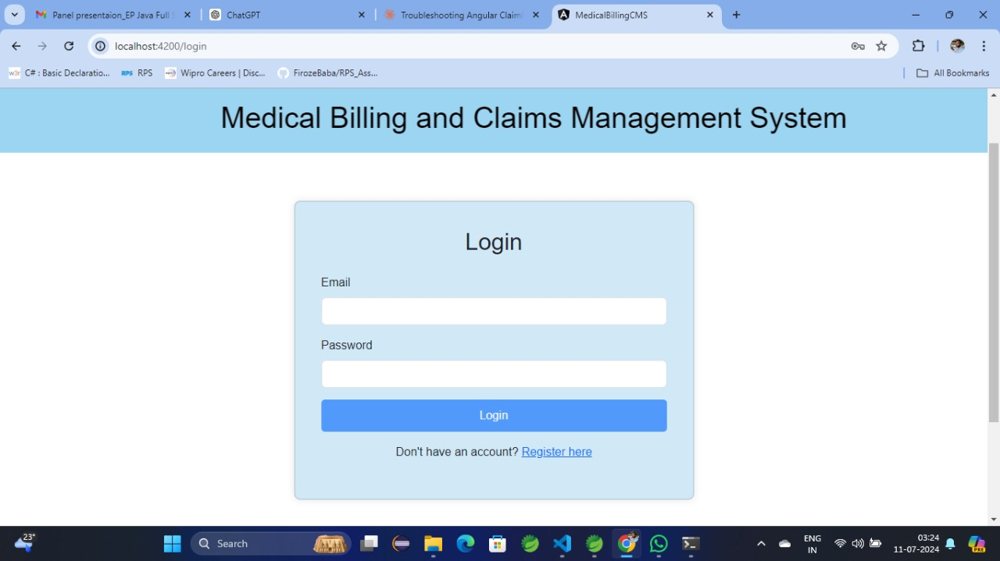 Panel presentaion_EP Java Full S
ChatGPT
Troubleshooting Angular Claim
MedicalBillingCMS
localhost:4200/login
C# : Basic Declaratio...
RPS
Wipro Careers | Disc...
FirozeBaba/RPS_Ass...
All Bookmarks
Medical Billing and Claims Management System
Login
Email
Password
Login
Don't have an account? Register here
23°
Search
ENG
IN
03:24
11-07-2024
PRE